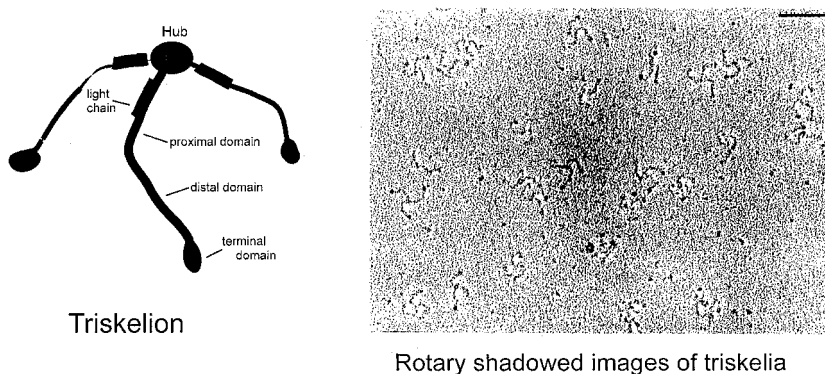 Hub
light
chain
proximal domain
distal domain
terminal
domain
Triskelion
Rotary shadowed images of triskelia